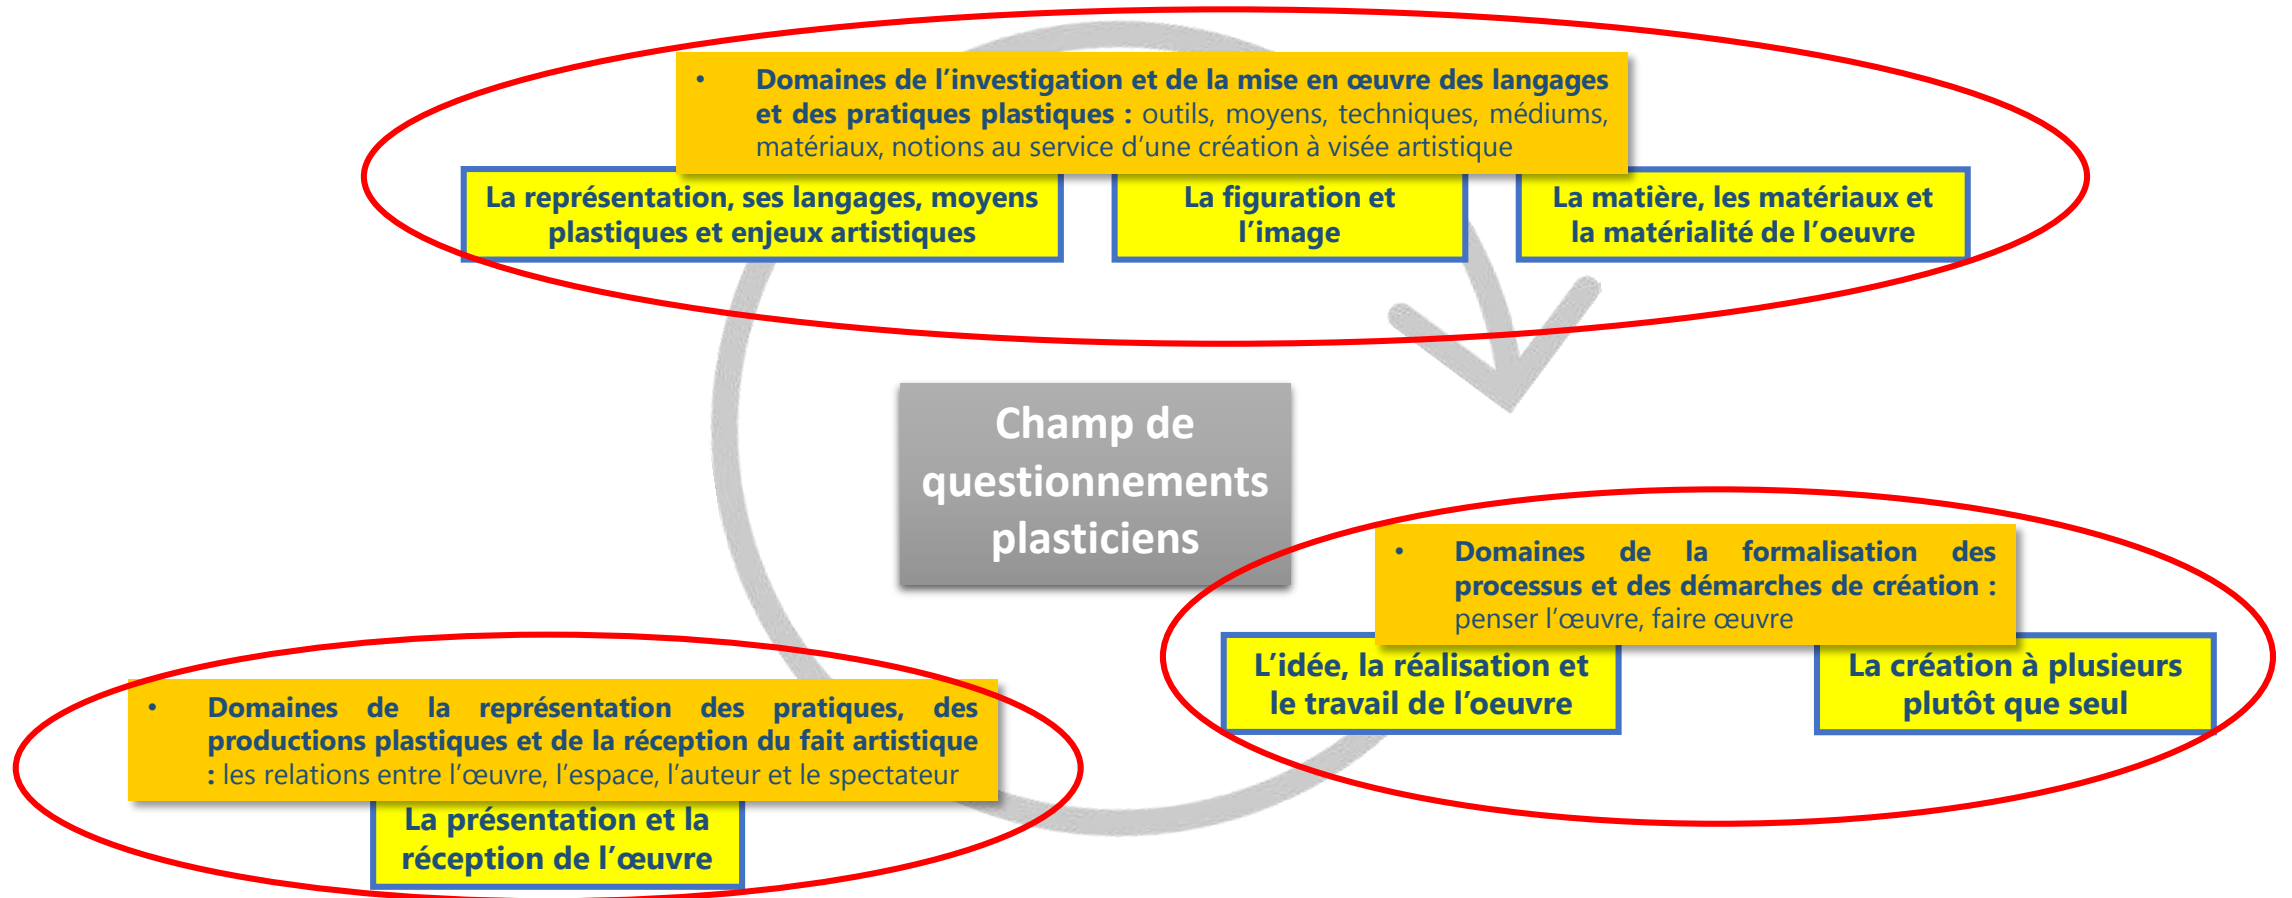 • Domaines de l’investigation et de la mise en œuvre des langages
et des pratiques plastiques : outils, moyens, techniques, médiums,
matériaux, notions au service d’une création à visée artistique
La représentation, ses langages, moyens
plastiques et enjeux artistiques
La figuration et
l’image
La matière, les matériaux et
la matérialité de l’oeuvre
Champ de
questionnements
plasticiens
• Domaines de la formalisation des
processus et des démarches de création :
penser l’œuvre, faire œuvre
L’idée, la réalisation et
le travail de l’oeuvre
La création à plusieurs
plutôt que seul
• Domaines de la représentation des pratiques, des
productions plastiques et de la réception du fait artistique
: les relations entre l’œuvre, l’espace, l’auteur et le spectateur
La présentation et la
réception de l’œuvre